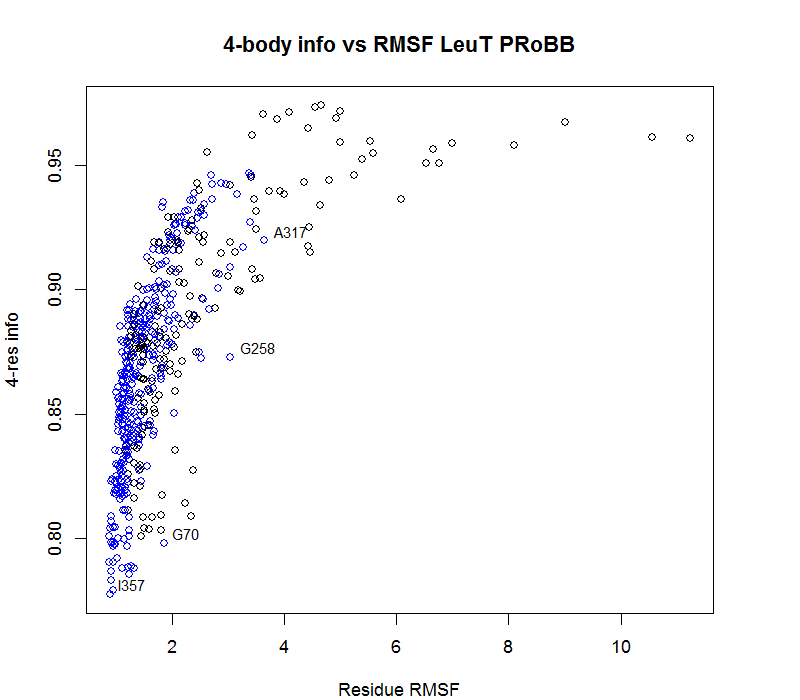 4-body info vs RMSF LeuT PRoBB
4-res info
0.95
0.90
0.85
0.80
A317
G258
G70
I357
2 4 6 8 10
Residue RMSF